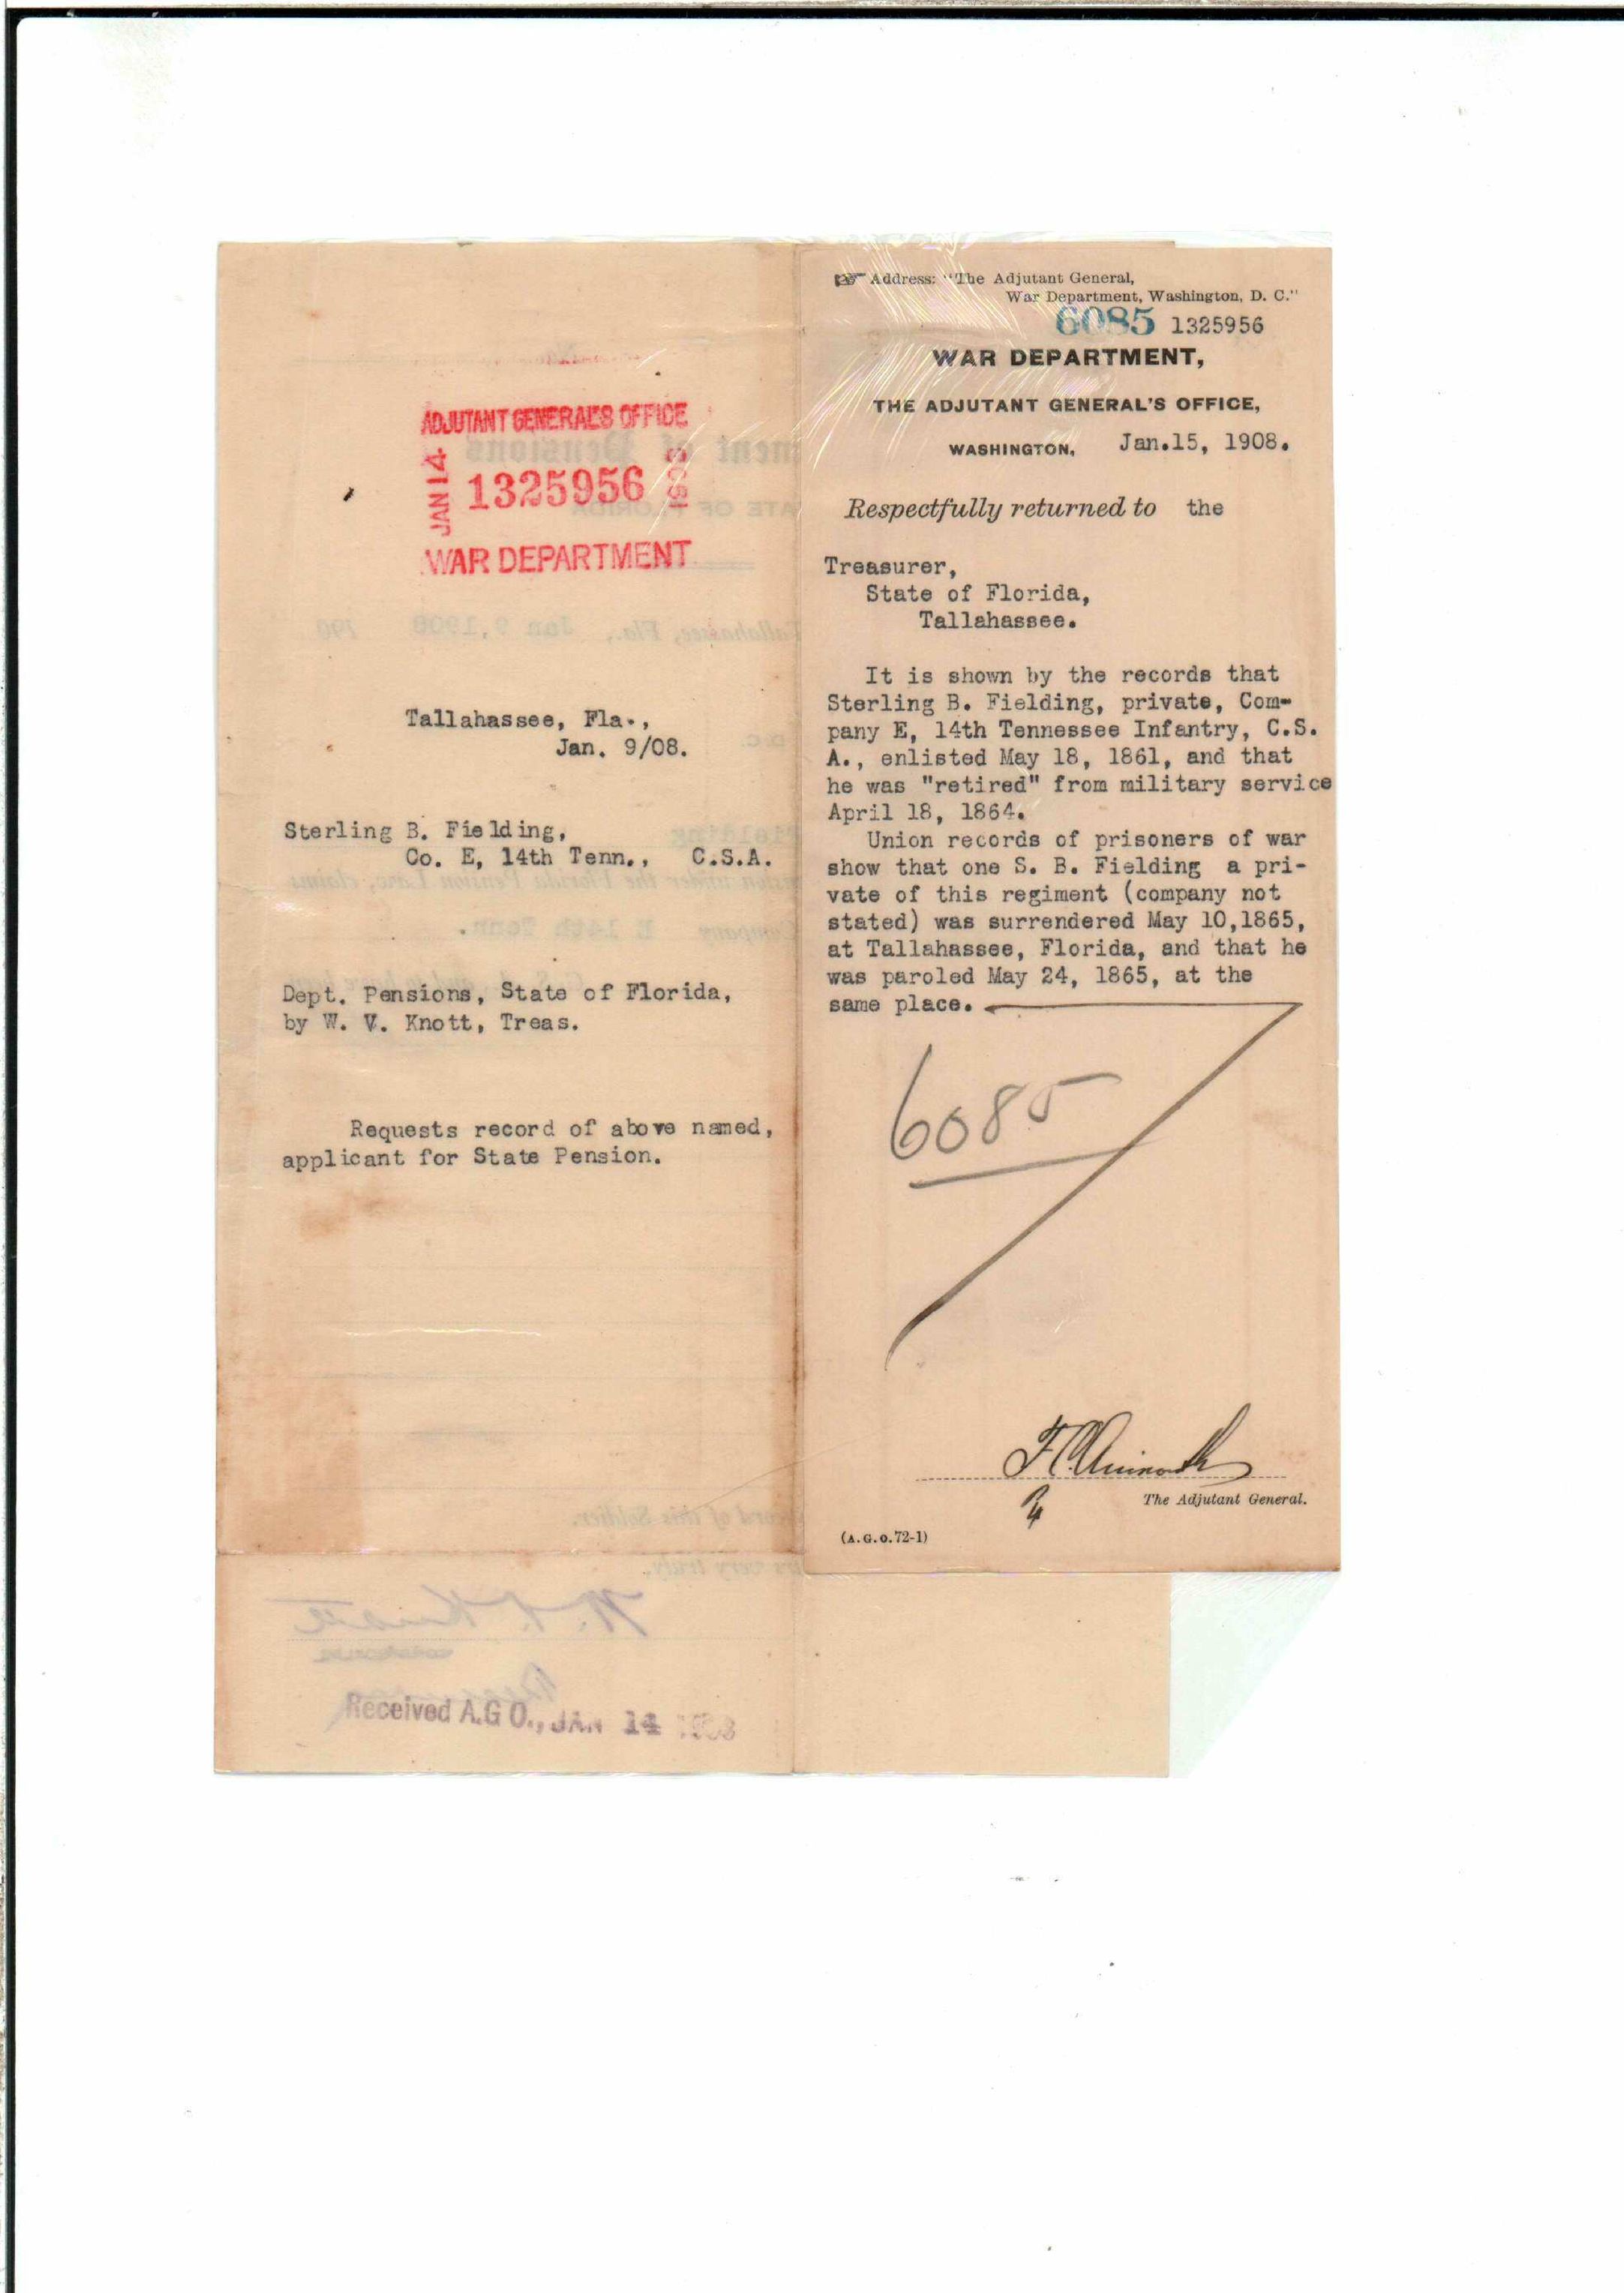 ADJUTANT GENERAL'S OFFICE
JAN 14 1325956 1908
WAR DEPARTMENT
Tallahassee, Fla.,
Jan. 9/08.
Sterling B. Fielding,
Co. E, 14th Tenn., C.S.A.
Dept. Pensions, State of Florida,
by W. V. Knott, Treas.
Requests record of above named,
applicant for State Pension.
Received A.G O., JAN 14 1908
Address: "The Adjutant General,
War Department, Washington, D. C."
6085 1325956
WAR DEPARTMENT,
THE ADJUTANT GENERAL'S OFFICE,
WASHINGTON, Jan.15, 1908.
Respectfully returned to the
Treasurer,
State of Florida,
Tallahassee.
It is shown by the records that
Sterling B. Fielding, private, Com-
pany E, 14th Tennessee Infantry, C.S.
A., enlisted May 18, 1861, and that
he was "retired" from military service
April 18, 1864.
Union records of prisoners of war
show that one S. B. Fielding a pri-
vate of this regiment (company not
stated) was surrendered May 10,1865,
at Tallahassee, Florida, and that he
was paroled May 24, 1865, at the
same place.
6085
F C Ainsworth
The Adjutant General.
(A.G.O.72-1)